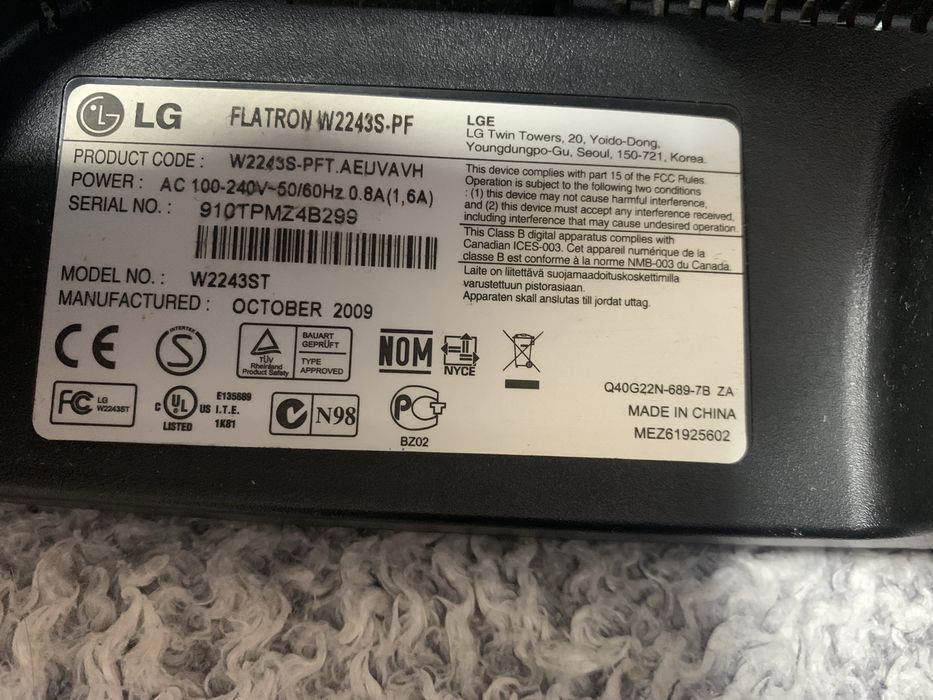 LG FLATRON W2243S-PF
PRODUCT CODE : W2243S-PFT.AEUVAVH
POWER : AC 100-240V~50/60Hz 0.8A(1,6A)
SERIAL NO. : 910TPMZ4B299
MODEL NO. : W2243ST
MANUFACTURED : OCTOBER 2009
LGE
LG Twin Towers, 20, Yoido-Dong,
Youngdungpo-Gu, Seoul, 150-721, Korea.
This device complies with part 15 of the FCC Rules.
Operation is subject to the following two conditions
: (1) this device may not cause harmful interference,
and (2) this device must accept any interference received,
including interference that may cause undesired operation.
This Class B digital apparatus complies with
Canadian ICES-003. Cet appareil numérique de la
classe B est conforme à la norme NMB-003 du Canada.
Laite on liitettävä suojamaadoituskoskettimilla
varustettuun pistorasiaan.
Apparaten skall anslutas till jordat uttag.
CE
INTERTEK
S
TÜV
Rheinland
Product Safety
BAUART
GEPRÜFT
TYPE
APPROVED
NOM
NYCE
FC LG
W2243ST
c UL US
LISTED
E135689
I.T.E.
1K81
N98
PCT
BZ02
Q40G22N-689-7B ZA
MADE IN CHINA
MEZ61925602